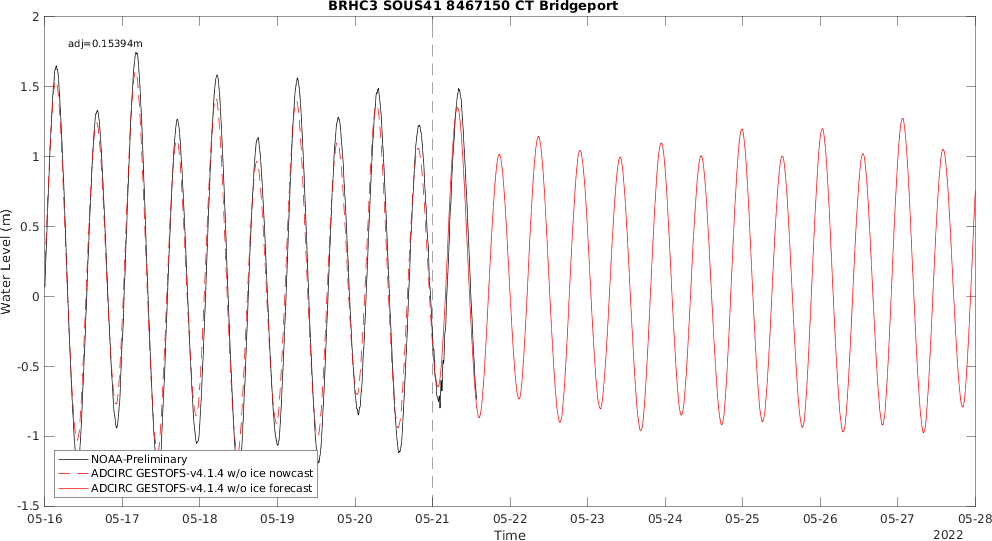 BRHC3 SOUS41 8467150 CT Bridgeport
adj=0.15394m
2
1.5
1
0.5
0
-0.5
-1
-1.5
Water Level (m)
NOAA-Preliminary
ADCIRC GESTOFS-v4.1.4 w/o ice nowcast
ADCIRC GESTOFS-v4.1.4 w/o ice forecast
05-16 05-17 05-18 05-19 05-20 05-21 05-22 05-23 05-24 05-25 05-26 05-27 05-28
Time
2022